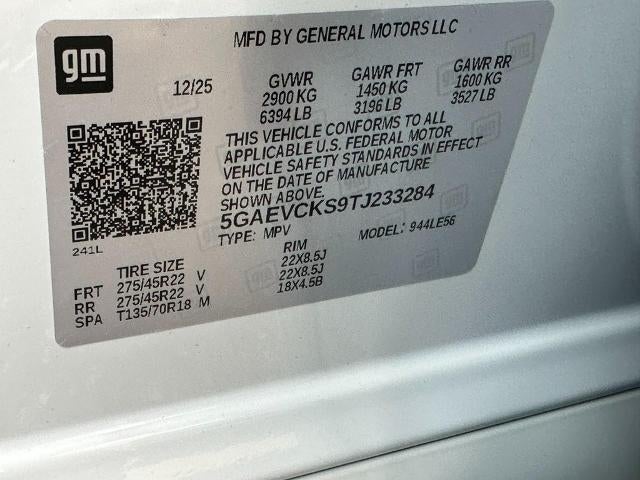 gm
MFD BY GENERAL MOTORS LLC
12/25 GVWR GAWR FRT GAWR RR
2900 KG 1450 KG 1600 KG
6394 LB 3196 LB 3527 LB
THIS VEHICLE CONFORMS TO ALL
APPLICABLE U.S. FEDERAL MOTOR
VEHICLE SAFETY STANDARDS IN EFFECT
ON THE DATE OF MANUFACTURE
SHOWN ABOVE.
5GAEVCKS9TJ233284
TYPE: MPV MODEL: 944LE56
241L
TIRE SIZE RIM
FRT 275/45R22 V 22X8.5J
RR 275/45R22 V 22X8.5J
SPA T135/70R18 M 18X4.5B